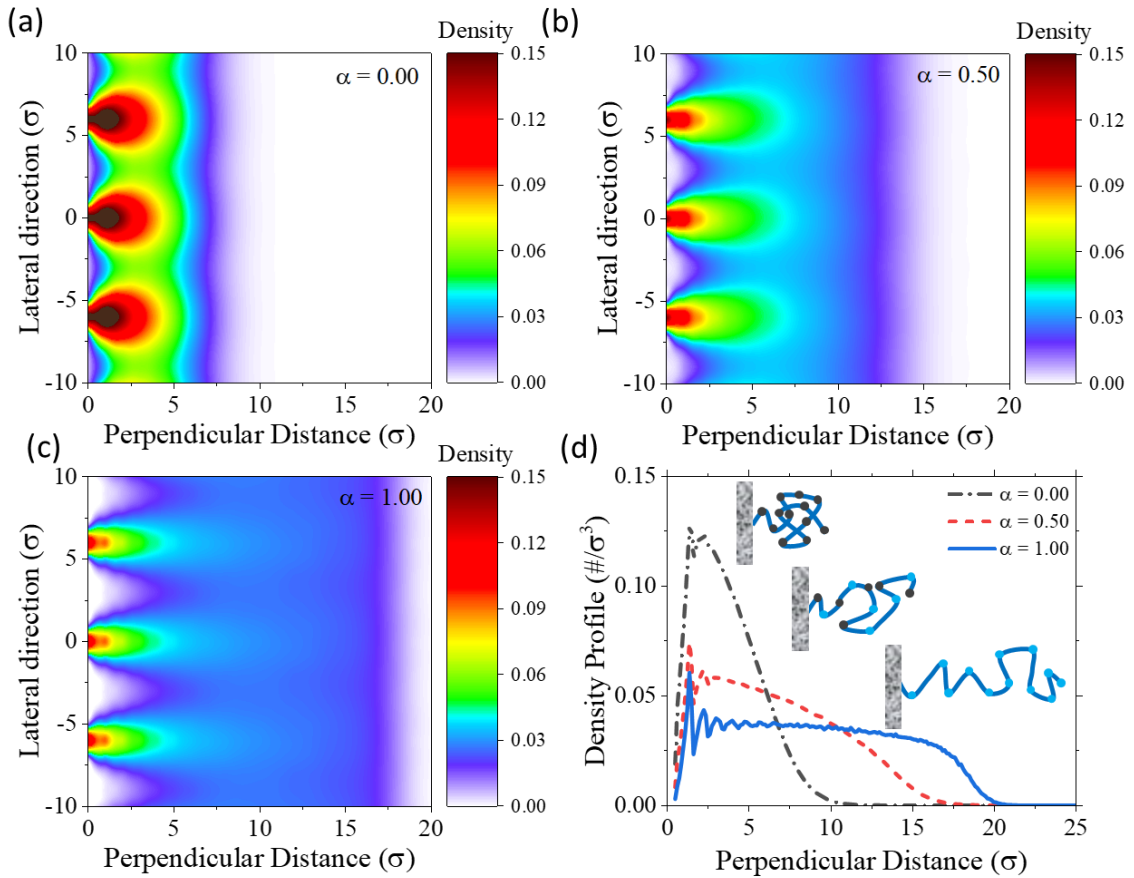 (a)
Density
α = 0.00
10
5
0
-5
-10
0
5
10
15
20
0.15
0.12
0.09
0.06
0.03
0.00
Lateral direction (σ)
Perpendicular Distance (σ)
(b)
Density
α = 0.50
10
5
0
-5
-10
0
5
10
15
20
0.15
0.12
0.09
0.06
0.03
0.00
Lateral direction (σ)
Perpendicular Distance (σ)
(c)
Density
α = 1.00
10
5
0
-5
-10
0
5
10
15
20
0.15
0.12
0.09
0.06
0.03
0.00
Lateral direction (σ)
Perpendicular Distance (σ)
(d)
α = 0.00
α = 0.50
α = 1.00
0.15
0.10
0.05
0.00
0
5
10
15
20
25
Density Profile (#/σ³)
Perpendicular Distance (σ)